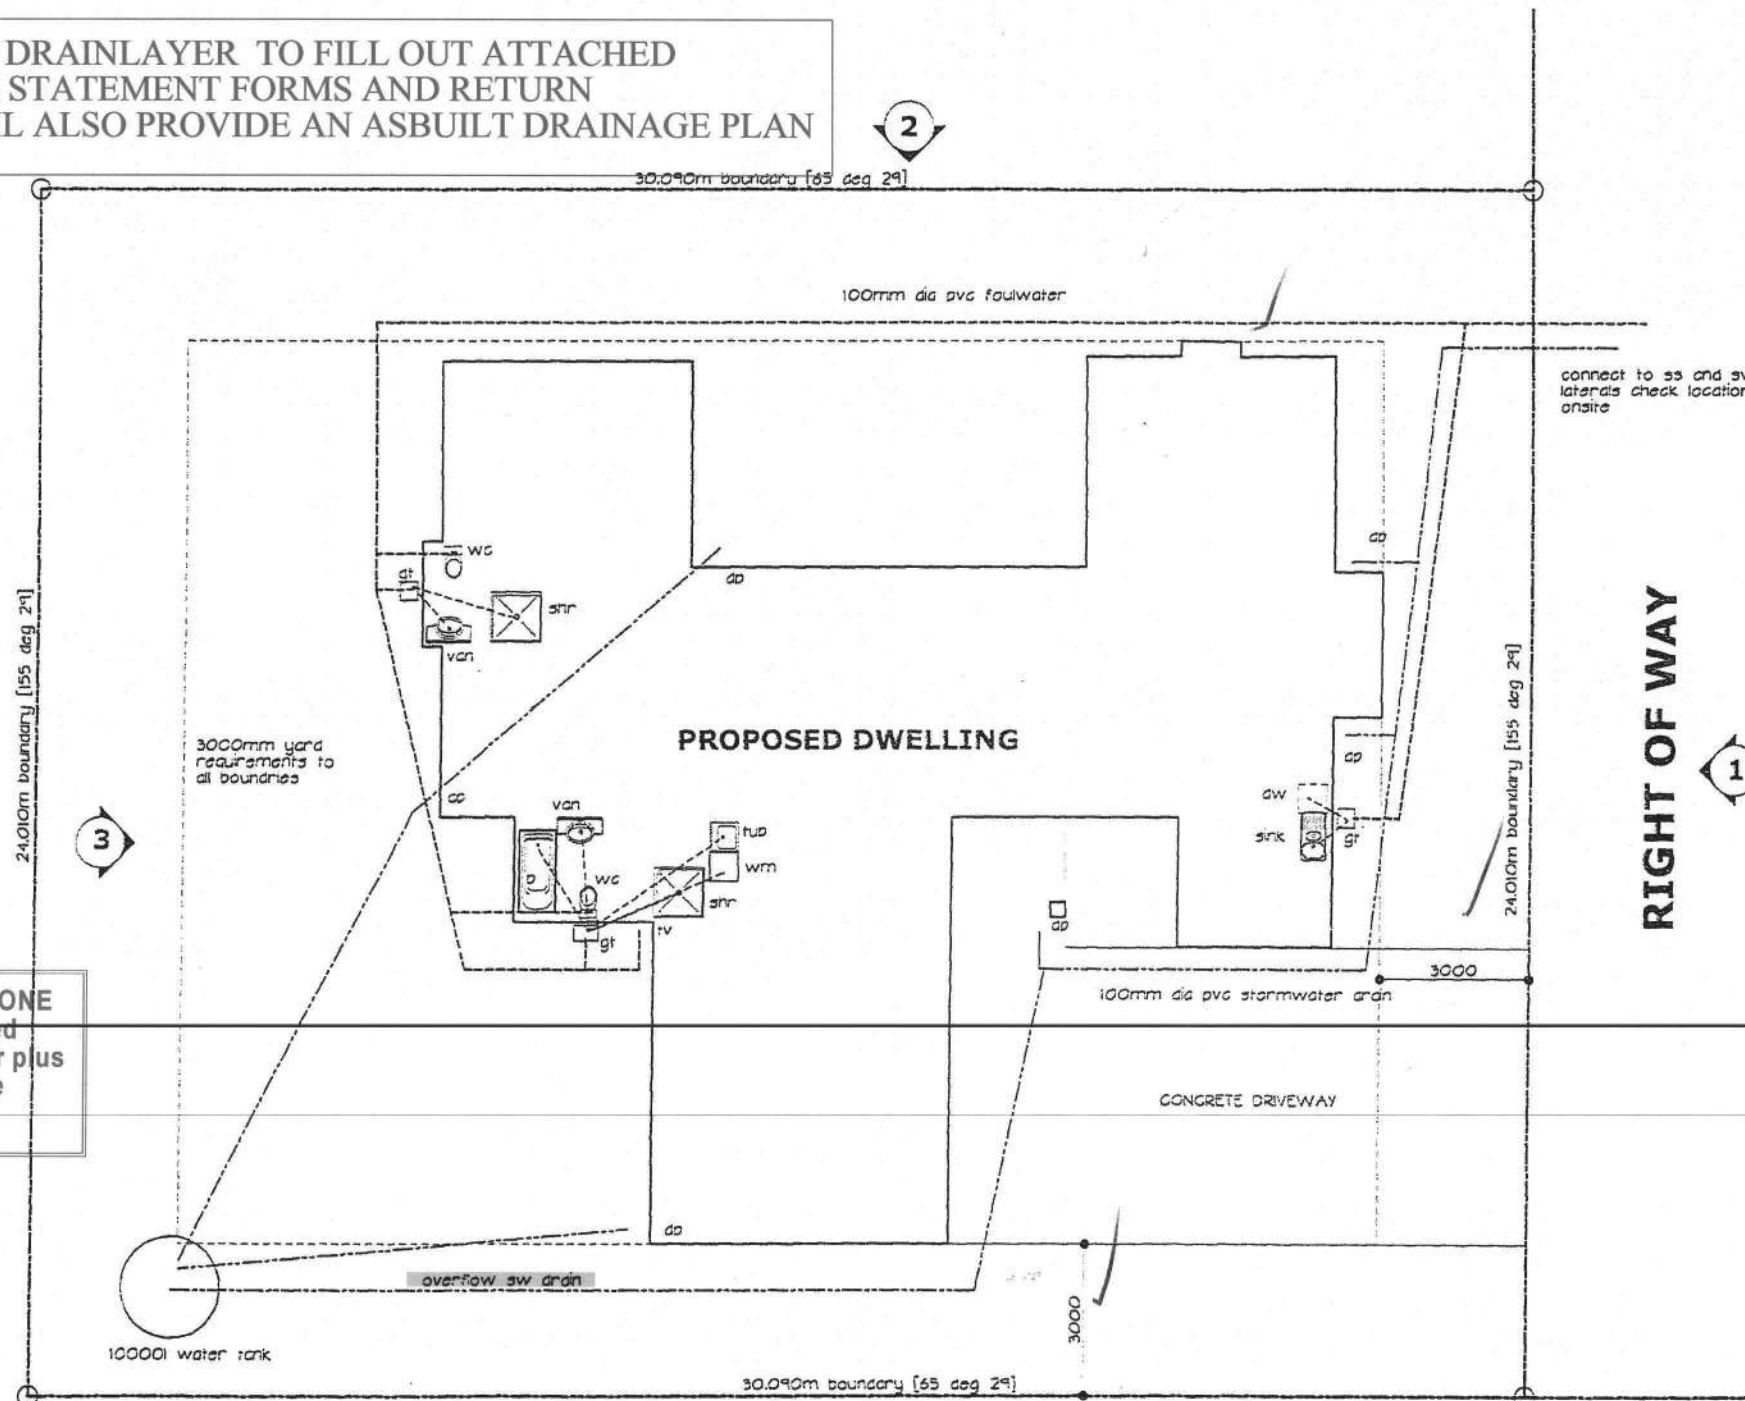 DRAINLAYER TO FILL OUT ATTACHED
STATEMENT FORMS AND RETURN
ALSO PROVIDE AN ASBUILT DRAINAGE PLAN
2
30.090m boundary [65 deg 29]
100mm dia pvc foulwater
connect to ss and sw
laterals check location
onsite
wc
gt
shr
van
dp
dp
24.010m boundary [155 deg 29]
3000mm yard
requirements to
all boundries
PROPOSED DWELLING
24.010m boundary [155 deg 29]
RIGHT OF WAY
1
3
dp
van
tub
wm
wc
b
shr
gt
tv
dp
dw
sink
gt
dp
3000
100mm dia pvc stormwater drain
ONE
plus
CONCRETE DRIVEWAY
dp
overflow sw drain
3000
10000l water tank
30.090m boundary [65 deg 29]